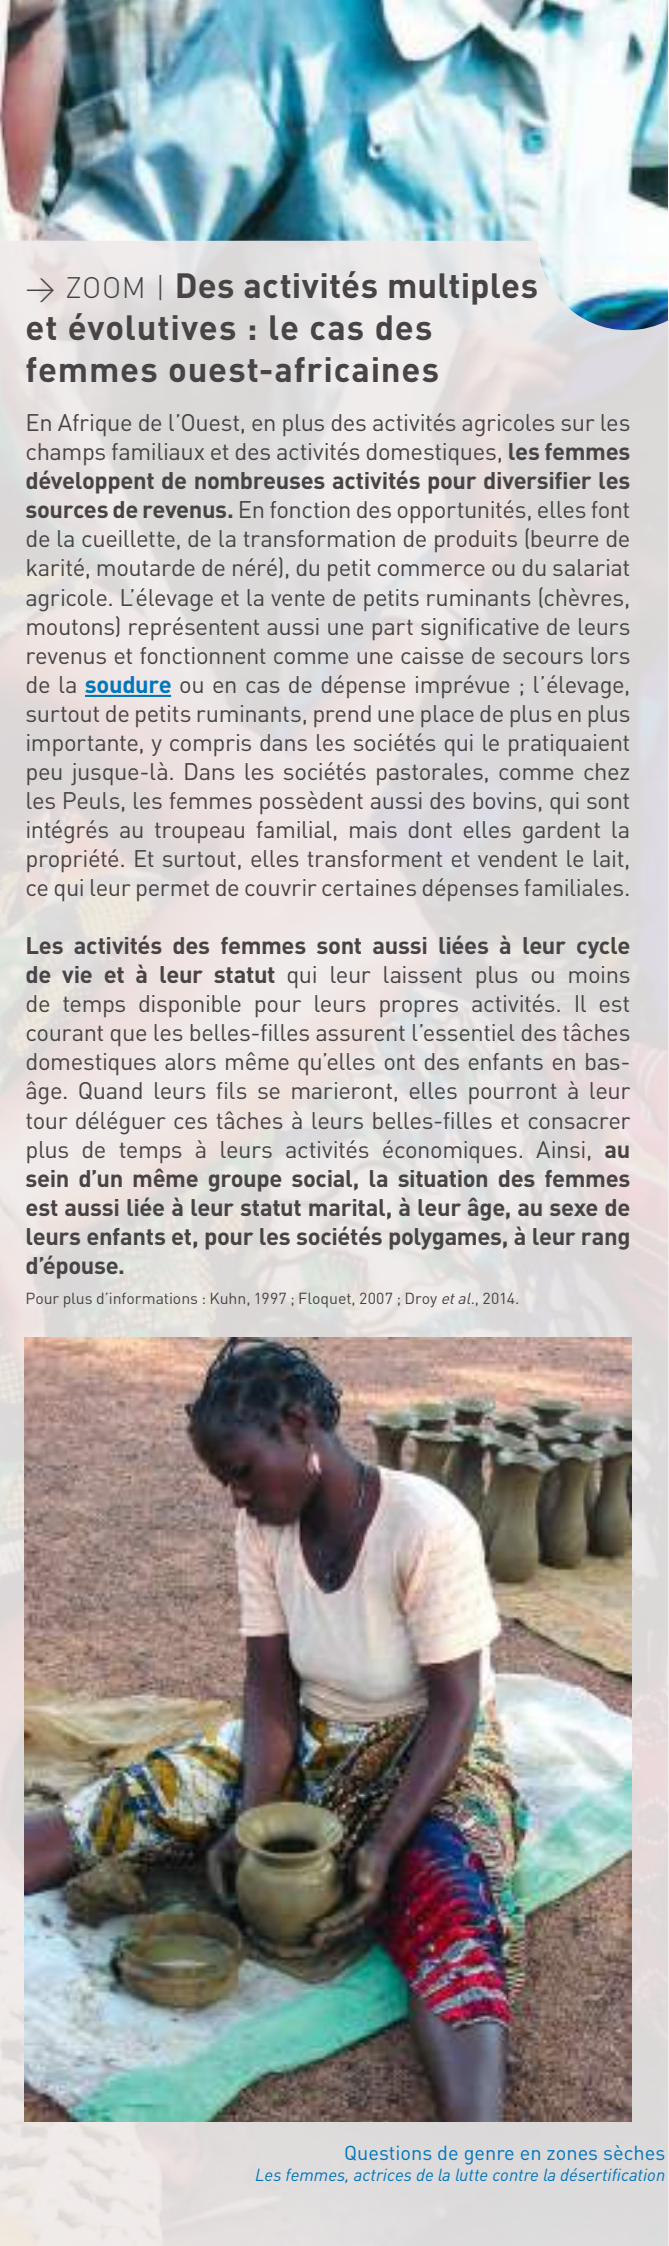 → ZOOM | Des activités multiples
et évolutives : le cas des
femmes ouest-africaines
En Afrique de l'Ouest, en plus des activités agricoles sur les
champs familiaux et des activités domestiques, les femmes
développent de nombreuses activités pour diversifier les
sources de revenus. En fonction des opportunités, elles font
de la cueillette, de la transformation de produits (beurre de
karité, moutarde de néré), du petit commerce ou du salariat
agricole. L'élevage et la vente de petits ruminants (chèvres,
moutons) représentent aussi une part significative de leurs
revenus et fonctionnent comme une caisse de secours lors
de la soudure ou en cas de dépense imprévue ; l'élevage,
surtout de petits ruminants, prend une place de plus en plus
importante, y compris dans les sociétés qui le pratiquaient
peu jusque-là. Dans les sociétés pastorales, comme chez
les Peuls, les femmes possèdent aussi des bovins, qui sont
intégrés au troupeau familial, mais dont elles gardent la
propriété. Et surtout, elles transforment et vendent le lait,
ce qui leur permet de couvrir certaines dépenses familiales.
Les activités des femmes sont aussi liées à leur cycle
de vie et à leur statut qui leur laissent plus ou moins
de temps disponible pour leurs propres activités. Il est
courant que les belles-filles assurent l'essentiel des tâches
domestiques alors même qu'elles ont des enfants en bas-
âge. Quand leurs fils se marieront, elles pourront à leur
tour déléguer ces tâches à leurs belles-filles et consacrer
plus de temps à leurs activités économiques. Ainsi, au
sein d'un même groupe social, la situation des femmes
est aussi liée à leur statut marital, à leur âge, au sexe de
leurs enfants et, pour les sociétés polygames, à leur rang
d'épouse.
Pour plus d'informations : Kuhn, 1997 ; Floquet, 2007 ; Droy et al., 2014.
Questions de genre en zones sèches
Les femmes, actrices de la lutte contre la désertification